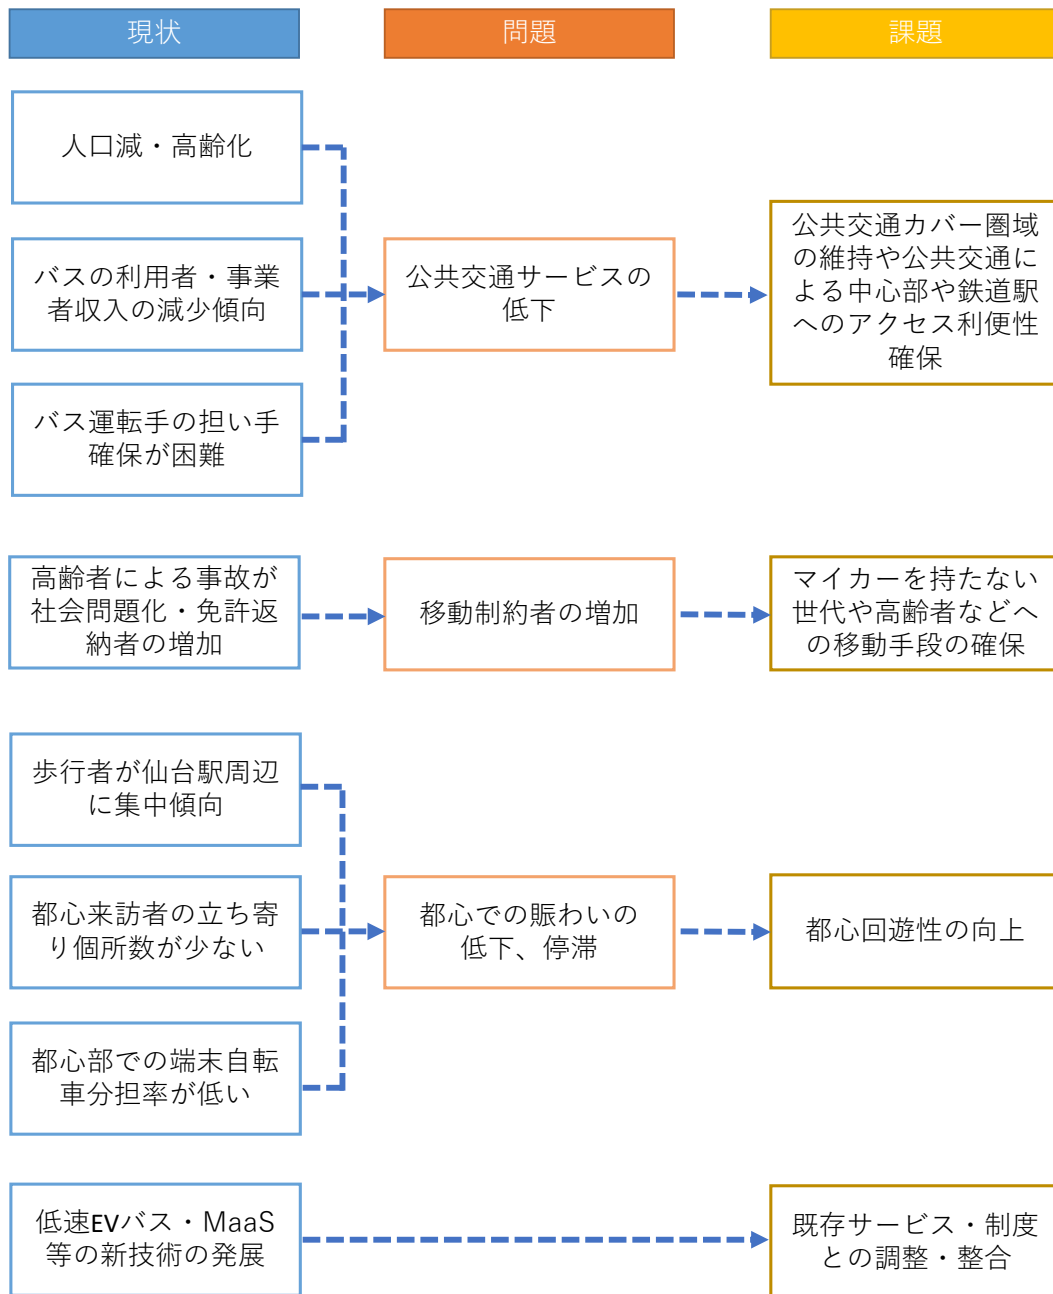 現状
問題
課題
人口減・高齢化
バスの利用者・事業
者収入の減少傾向
バス運転手の担い手
確保が困難
公共交通サービスの
低下
公共交通カバー圏域
の維持や公共交通に
よる中心部や鉄道駅
へのアクセス利便性
確保
高齢者による事故が
社会問題化・免許返
納者の増加
移動制約者の増加
マイカーを持たない
世代や高齢者などへ
の移動手段の確保
歩行者が仙台駅周辺
に集中傾向
都心来訪者の立ち寄
り個所数が少ない
都心部での端末自転
車分担率が低い
都心での賑わいの
低下、停滞
都心回遊性の向上
低速EVバス・MaaS
等の新技術の発展
既存サービス・制度
との調整・整合